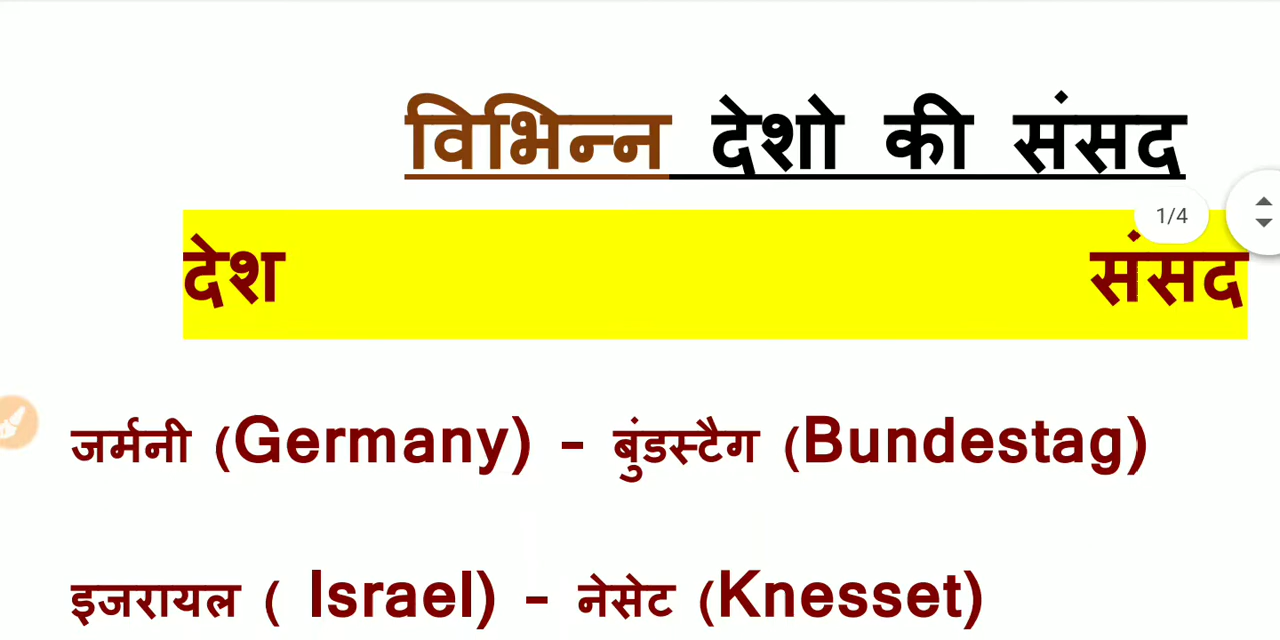 विभिन्न देशो की संसद
1/4
देश संसद
जर्मनी (Germany) - बुंडस्टैग (Bundestag)
इजरायल ( Israel) - नेसेट (Knesset)